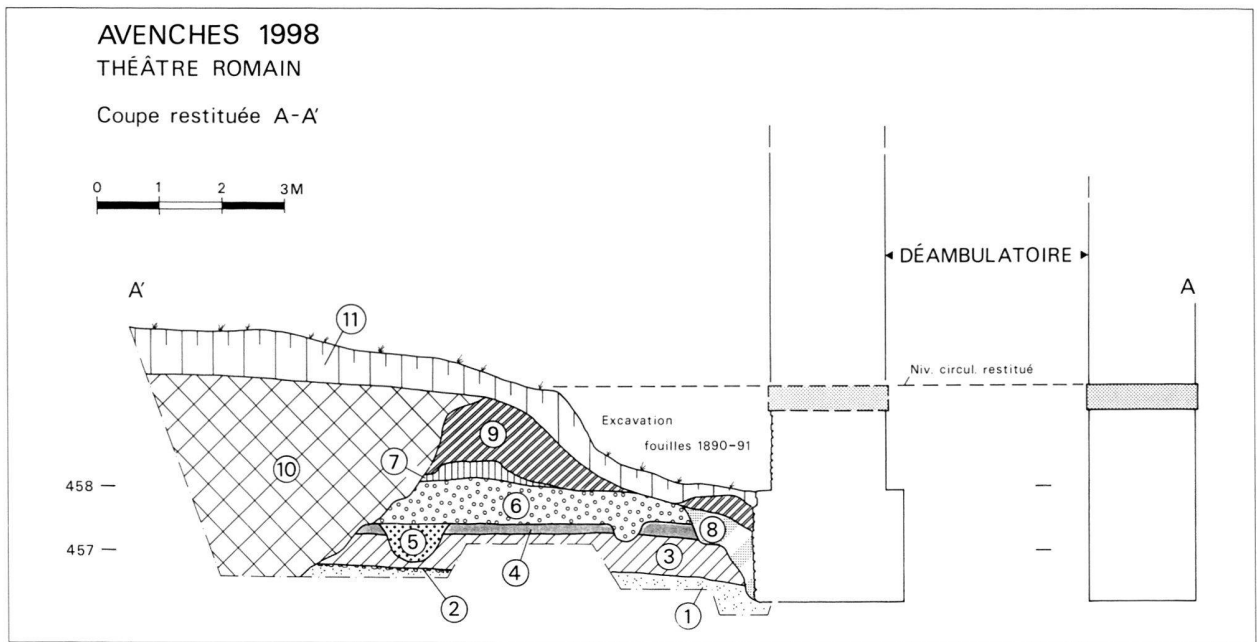 AVENCHES 1998
THÉÂTRE ROMAIN
Coupe restituée A-A'
0 1 2 3M
DÉAMBULATOIRE
A' A
11
Niv. circul. restitué
Excavation
fouilles 1890-91
9
7
10
458
6
8
5
457
3
4
2
1